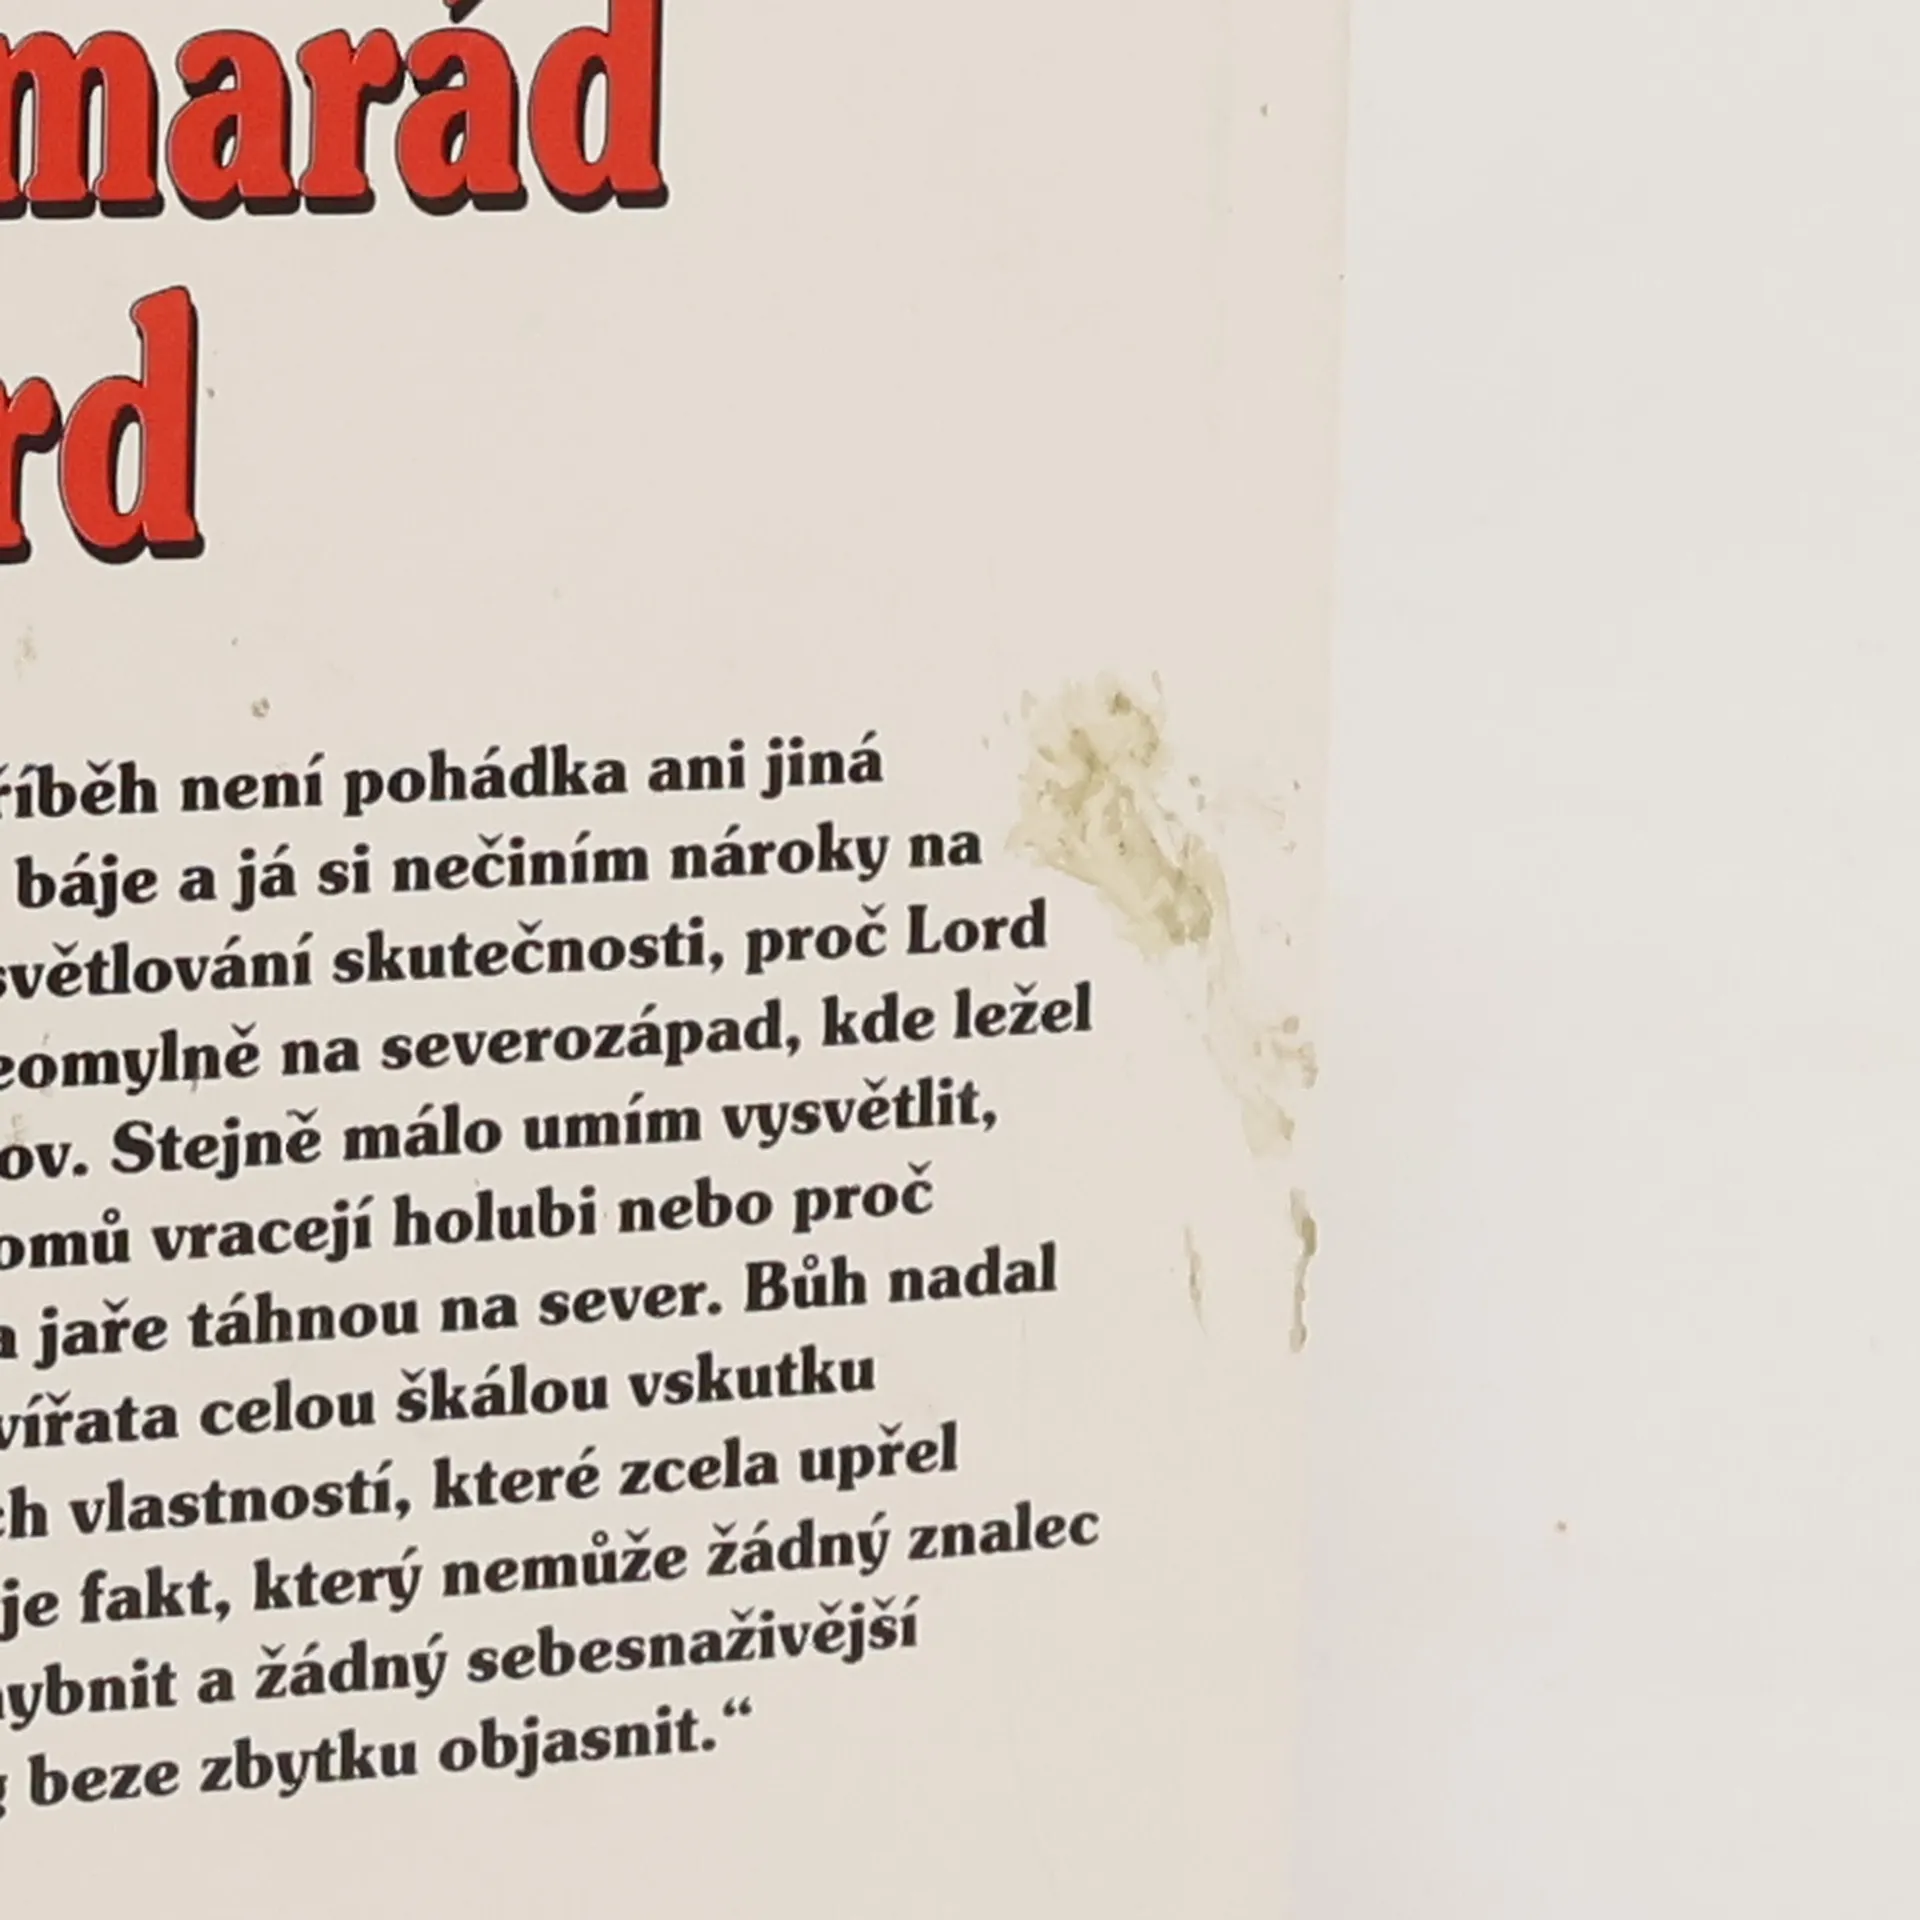 marád
rd
říběh není pohádka ani jiná
báje a já si nečiním nároky na
světlování skutečnosti, proč Lord
eomylně na severozápad, kde ležel
ov. Stejně málo umím vysvětlit,
omů vracejí holubi nebo proč
a jaře táhnou na sever. Bůh nadal
vířata celou škálou vskutku
ch vlastností, které zcela upřel
je fakt, který nemůže žádný znalec
hybnit a žádný sebesnaživější
g beze zbytku objasnit.“